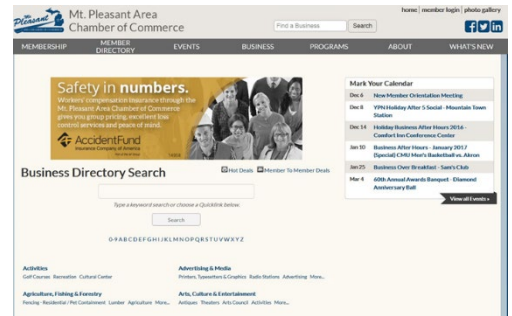 home | member login | photo gallery
Mt. Pleasant Area
Chamber of Commerce
Pleasant
Find a Business
Search
MEMBERSHIP
MEMBER
DIRECTORY
EVENTS
BUSINESS
PROGRAMS
ABOUT
WHAT'S NEW
Safety in numbers.
Workers' compensation insurance through the
Mt. Pleasant Area Chamber of Commerce
gives you group pricing, excellent loss
control services and peace of mind.
AccidentFund
Insurance Company of America
Mark Your Calendar
Dec 6 New Member Orientation Meeting
Dec 8 YPN Holiday After 5 Social - Mountain Town
Station
Dec 14 Holiday Business After Hours 2016 -
Comfort Inn Conference Center
Jan 10 Business After Hours - January 2017
(Special) CMU Men's Basketball vs. Akron
Jan 25 Business Over Breakfast - Sam's Club
Mar 4 60th Annual Awards Banquet - Diamond
Anniversary Ball
View all Events »
Business Directory Search
Hot Deals Member To Member Deals
Type a keyword search or choose a Quicklink below.
Search
0-9 A B C D E F G H I J K L M N O P Q R S T U V W X Y Z
Activities
Golf Courses Recreation Cultural Center
Advertising & Media
Printers, Typesetters & Graphics Radio Stations Advertising More...
Agriculture, Fishing & Forestry
Fencing - Residential / Pet Containment Lumber Agriculture More...
Arts, Culture & Entertainment
Antiques Theaters Arts Council Activities More...